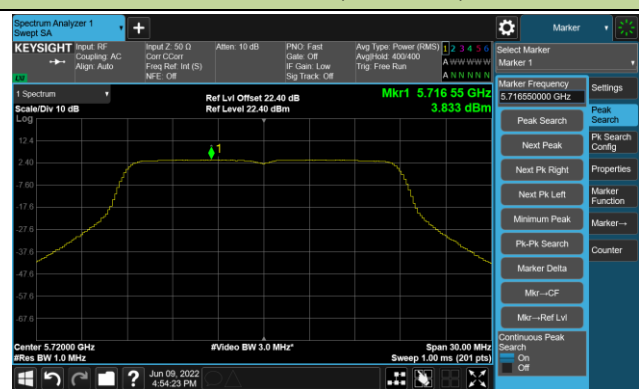 Spectrum Analyzer 1
Swept SA
Marker
KEYSIGHT
Input: RF
Coupling: AC
Align: Auto
Input Z: 50 Ω
Corr CCorr
Freq Ref: Int (S)
NFE: Off
Atten: 10 dB
PNO: Fast
Gate: Off
IF Gain: Low
Sig Track: Off
Avg Type: Power (RMS)
Avg|Hold: 400/400
Trig: Free Run
1 2 3 4 5 6
A W W W W W
A N N N N N
LVI
Select Marker
Marker 1
1 Spectrum
Scale/Div 10 dB
Log
Ref Lvl Offset 22.40 dB
Ref Level 22.40 dBm
Mkr1 5.716 55 GHz
3.833 dBm
12.4
2.40
-7.60
-17.6
-27.6
-37.6
-47.6
-57.6
-67.6
1
Center 5.72000 GHz
#Res BW 1.0 MHz
#Video BW 3.0 MHz*
Span 30.00 MHz
Sweep 1.00 ms (201 pts)
Marker Frequency
5.716550000 GHz
Peak Search
Next Peak
Next Pk Right
Next Pk Left
Minimum Peak
Pk-Pk Search
Marker Delta
Mkr→CF
Mkr→Ref Lvl
Continuous Peak
Search
On
Off
Settings
Peak
Search
Pk Search
Config
Properties
Marker
Function
Marker→
Counter
Jun 09, 2022
4:54:23 PM